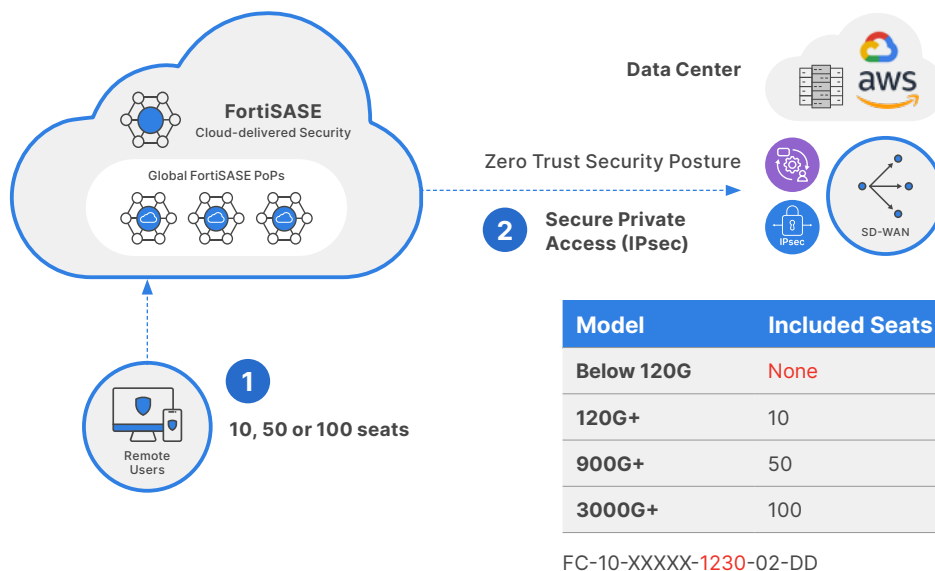 FortiSASE
Cloud-delivered Security
Global FortiSASE PoPs
Data Center
aws
Zero Trust Security Posture
2
Secure Private
Access (IPsec)
IPsec
SD-WAN
1
10, 50 or 100 seats
Remote
Users
Model Included Seats
Below 120G None
120G+ 10
900G+ 50
3000G+ 100
FC-10-XXXXX-1230-02-DD